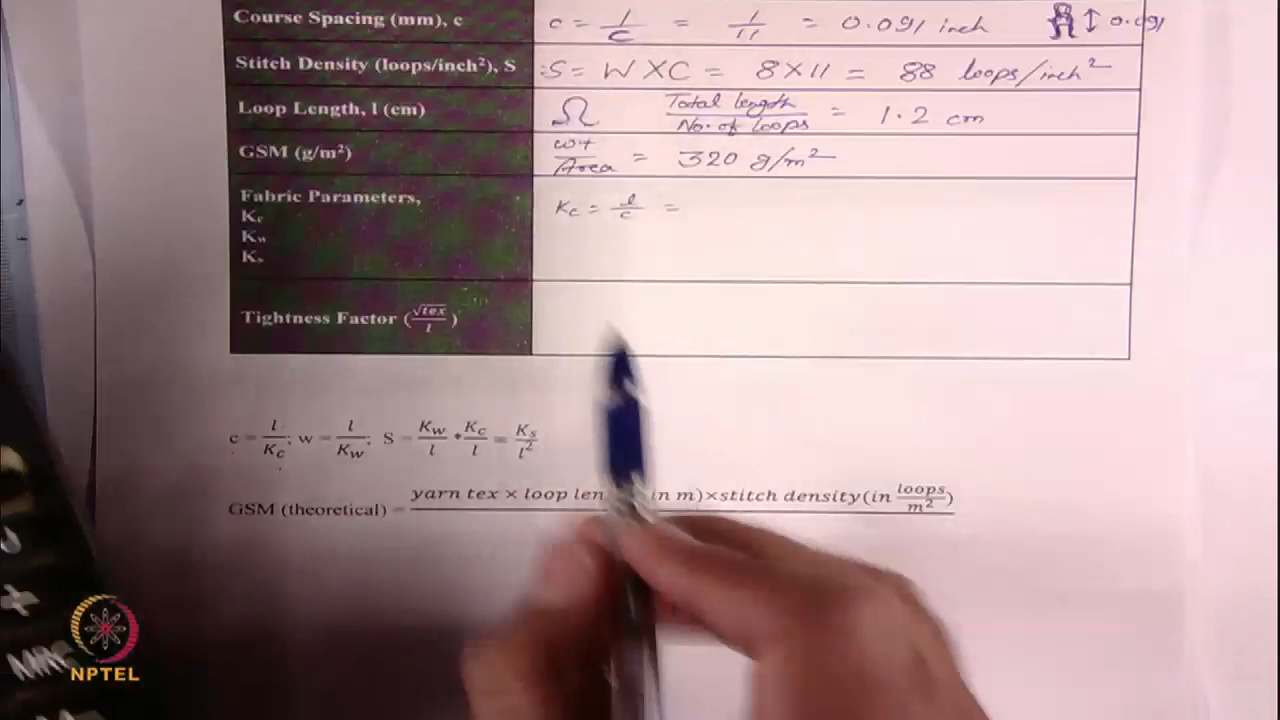 Course Spacing (mm), c c = 1/C = 1/11 = 0.091 inch 0.091
Stitch Density (loops/inch²), S :S = W X C = 8 X 11 = 88 loops/inch²
Loop Length, l (cm) Ω Total length/No. of loops = 1.2 cm
GSM (g/m²) wt/Area = 320 g/m²
Fabric Parameters, Kc = l/c =
Kc
Kw
Ks
Tightness Factor (√tex/l)
c = l/Kc; w = l/Kw; S = Kw/l * Kc/l = Ks/l²
GSM (theoretical) = yarn tex × loop len in m)×stitch density(in loops/m²)
NPTEL